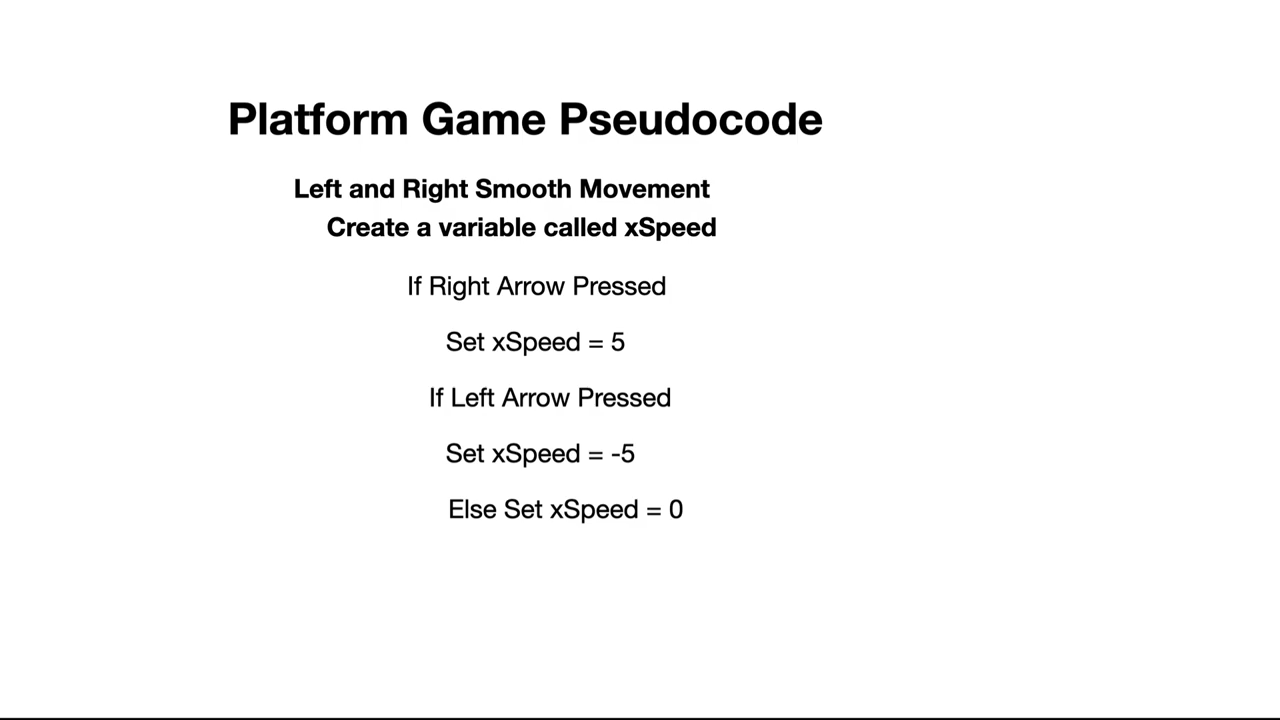 Platform Game Pseudocode
Left and Right Smooth Movement
Create a variable called xSpeed
If Right Arrow Pressed
Set xSpeed = 5
If Left Arrow Pressed
Set xSpeed = -5
Else Set xSpeed = 0